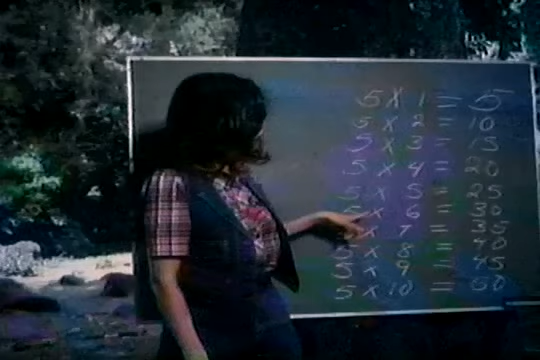 5 X 1 = 5
5 X 2 = 10
5 X 3 = 15
5 X 4 = 20
5 X 5 = 25
5 X 6 = 30
X 7 = 35
5 X 8 = 40
5 X 9 = 45
5 X 10 = 50